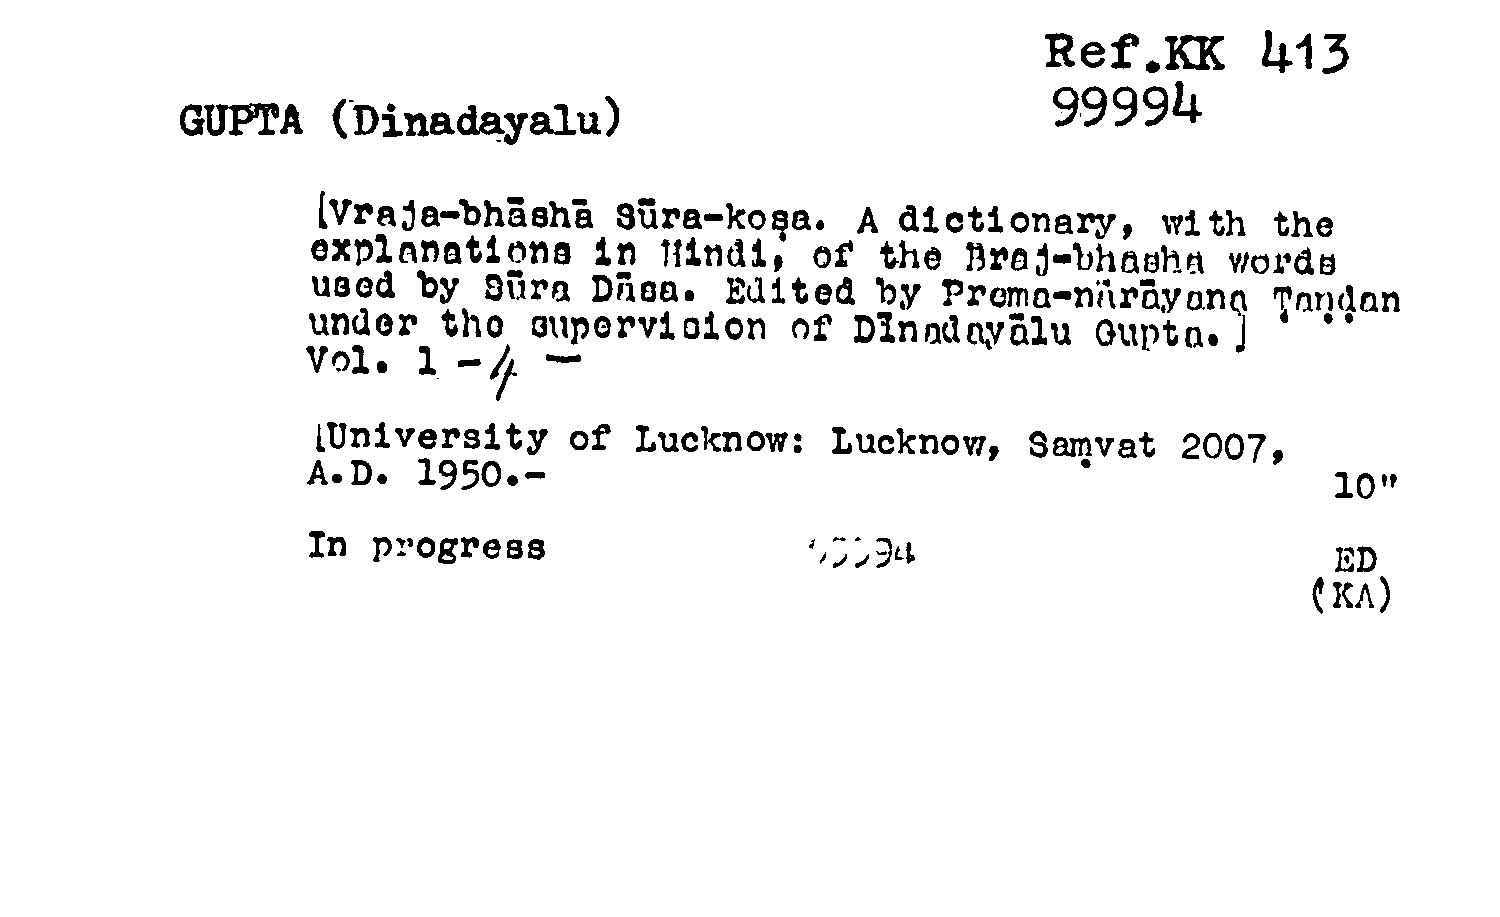 Ref.KK 413
99994
GUPTA (Dinadayalu)
[Vraja-bhāshā Sūra-koṣa. A dictionary, with the
explanations in Hindi, of the Braj-bhasha words
used by Sūra Dāsa. Edited by Prema-nārāyaṇa Ṭaṇḍan
under the supervision of Dīnadayālu Gupta.]
Vol. 1 - 4 —
[University of Lucknow: Lucknow, Saṃvat 2007,
A.D. 1950.-
10"
In progress
ED
(KA)